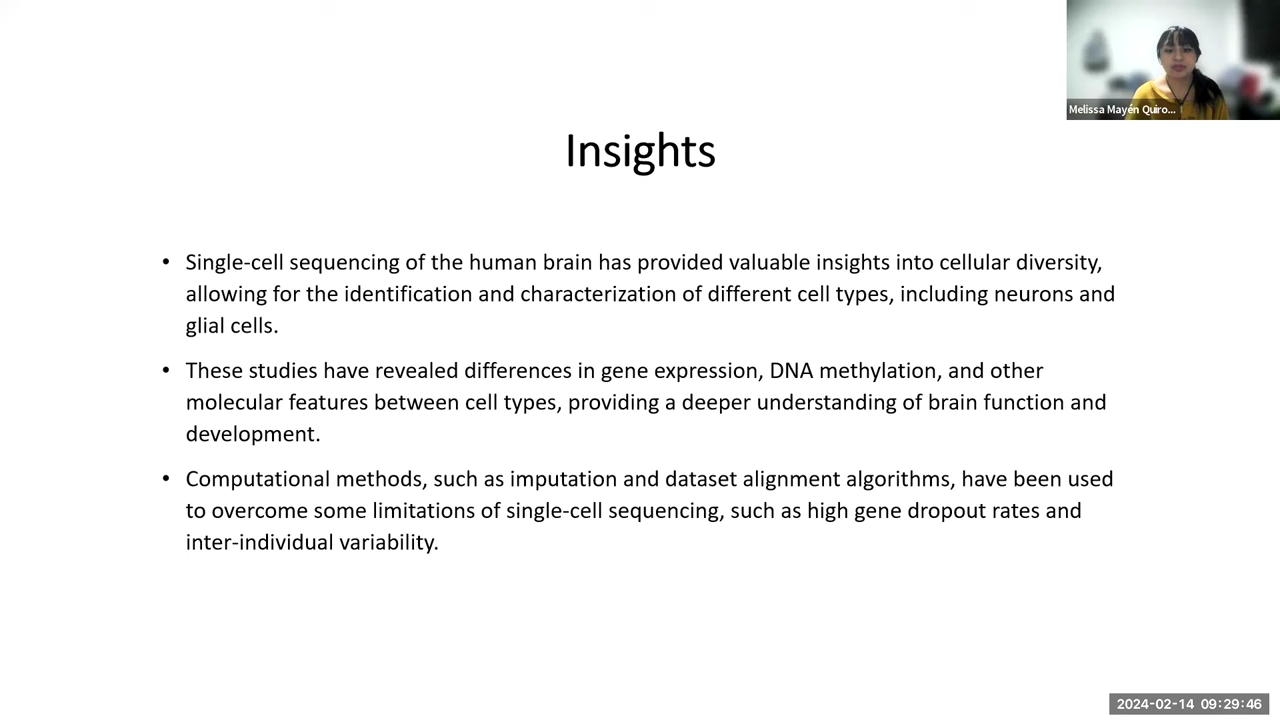 Melissa Mayén Quiro...
Insights
• Single-cell sequencing of the human brain has provided valuable insights into cellular diversity,
allowing for the identification and characterization of different cell types, including neurons and
glial cells.
• These studies have revealed differences in gene expression, DNA methylation, and other
molecular features between cell types, providing a deeper understanding of brain function and
development.
• Computational methods, such as imputation and dataset alignment algorithms, have been used
to overcome some limitations of single-cell sequencing, such as high gene dropout rates and
inter-individual variability.
2024-02-14 09:29:46